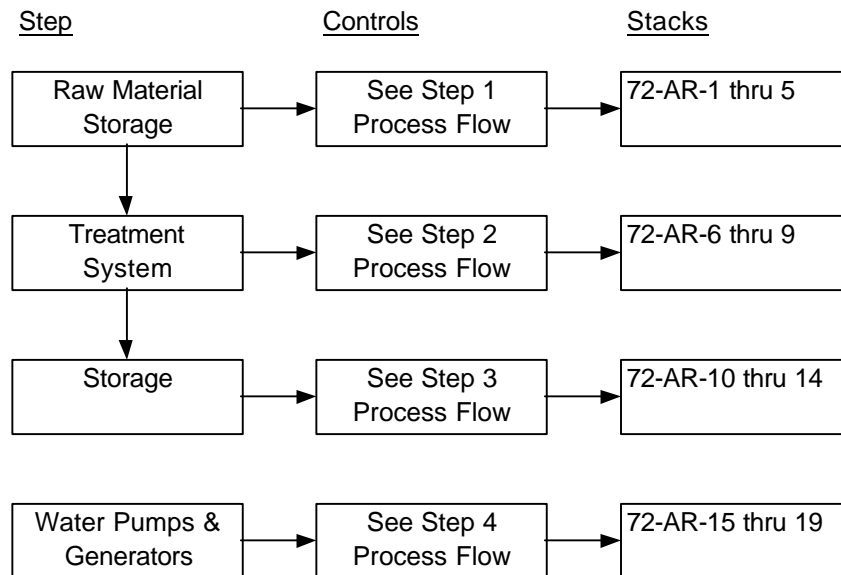 Step
Controls
Stacks
Raw Material
Storage
See Step 1
Process Flow
72-AR-1 thru 5
Treatment
System
See Step 2
Process Flow
72-AR-6 thru 9
Storage
See Step 3
Process Flow
72-AR-10 thru 14
Water Pumps &
Generators
See Step 4
Process Flow
72-AR-15 thru 19